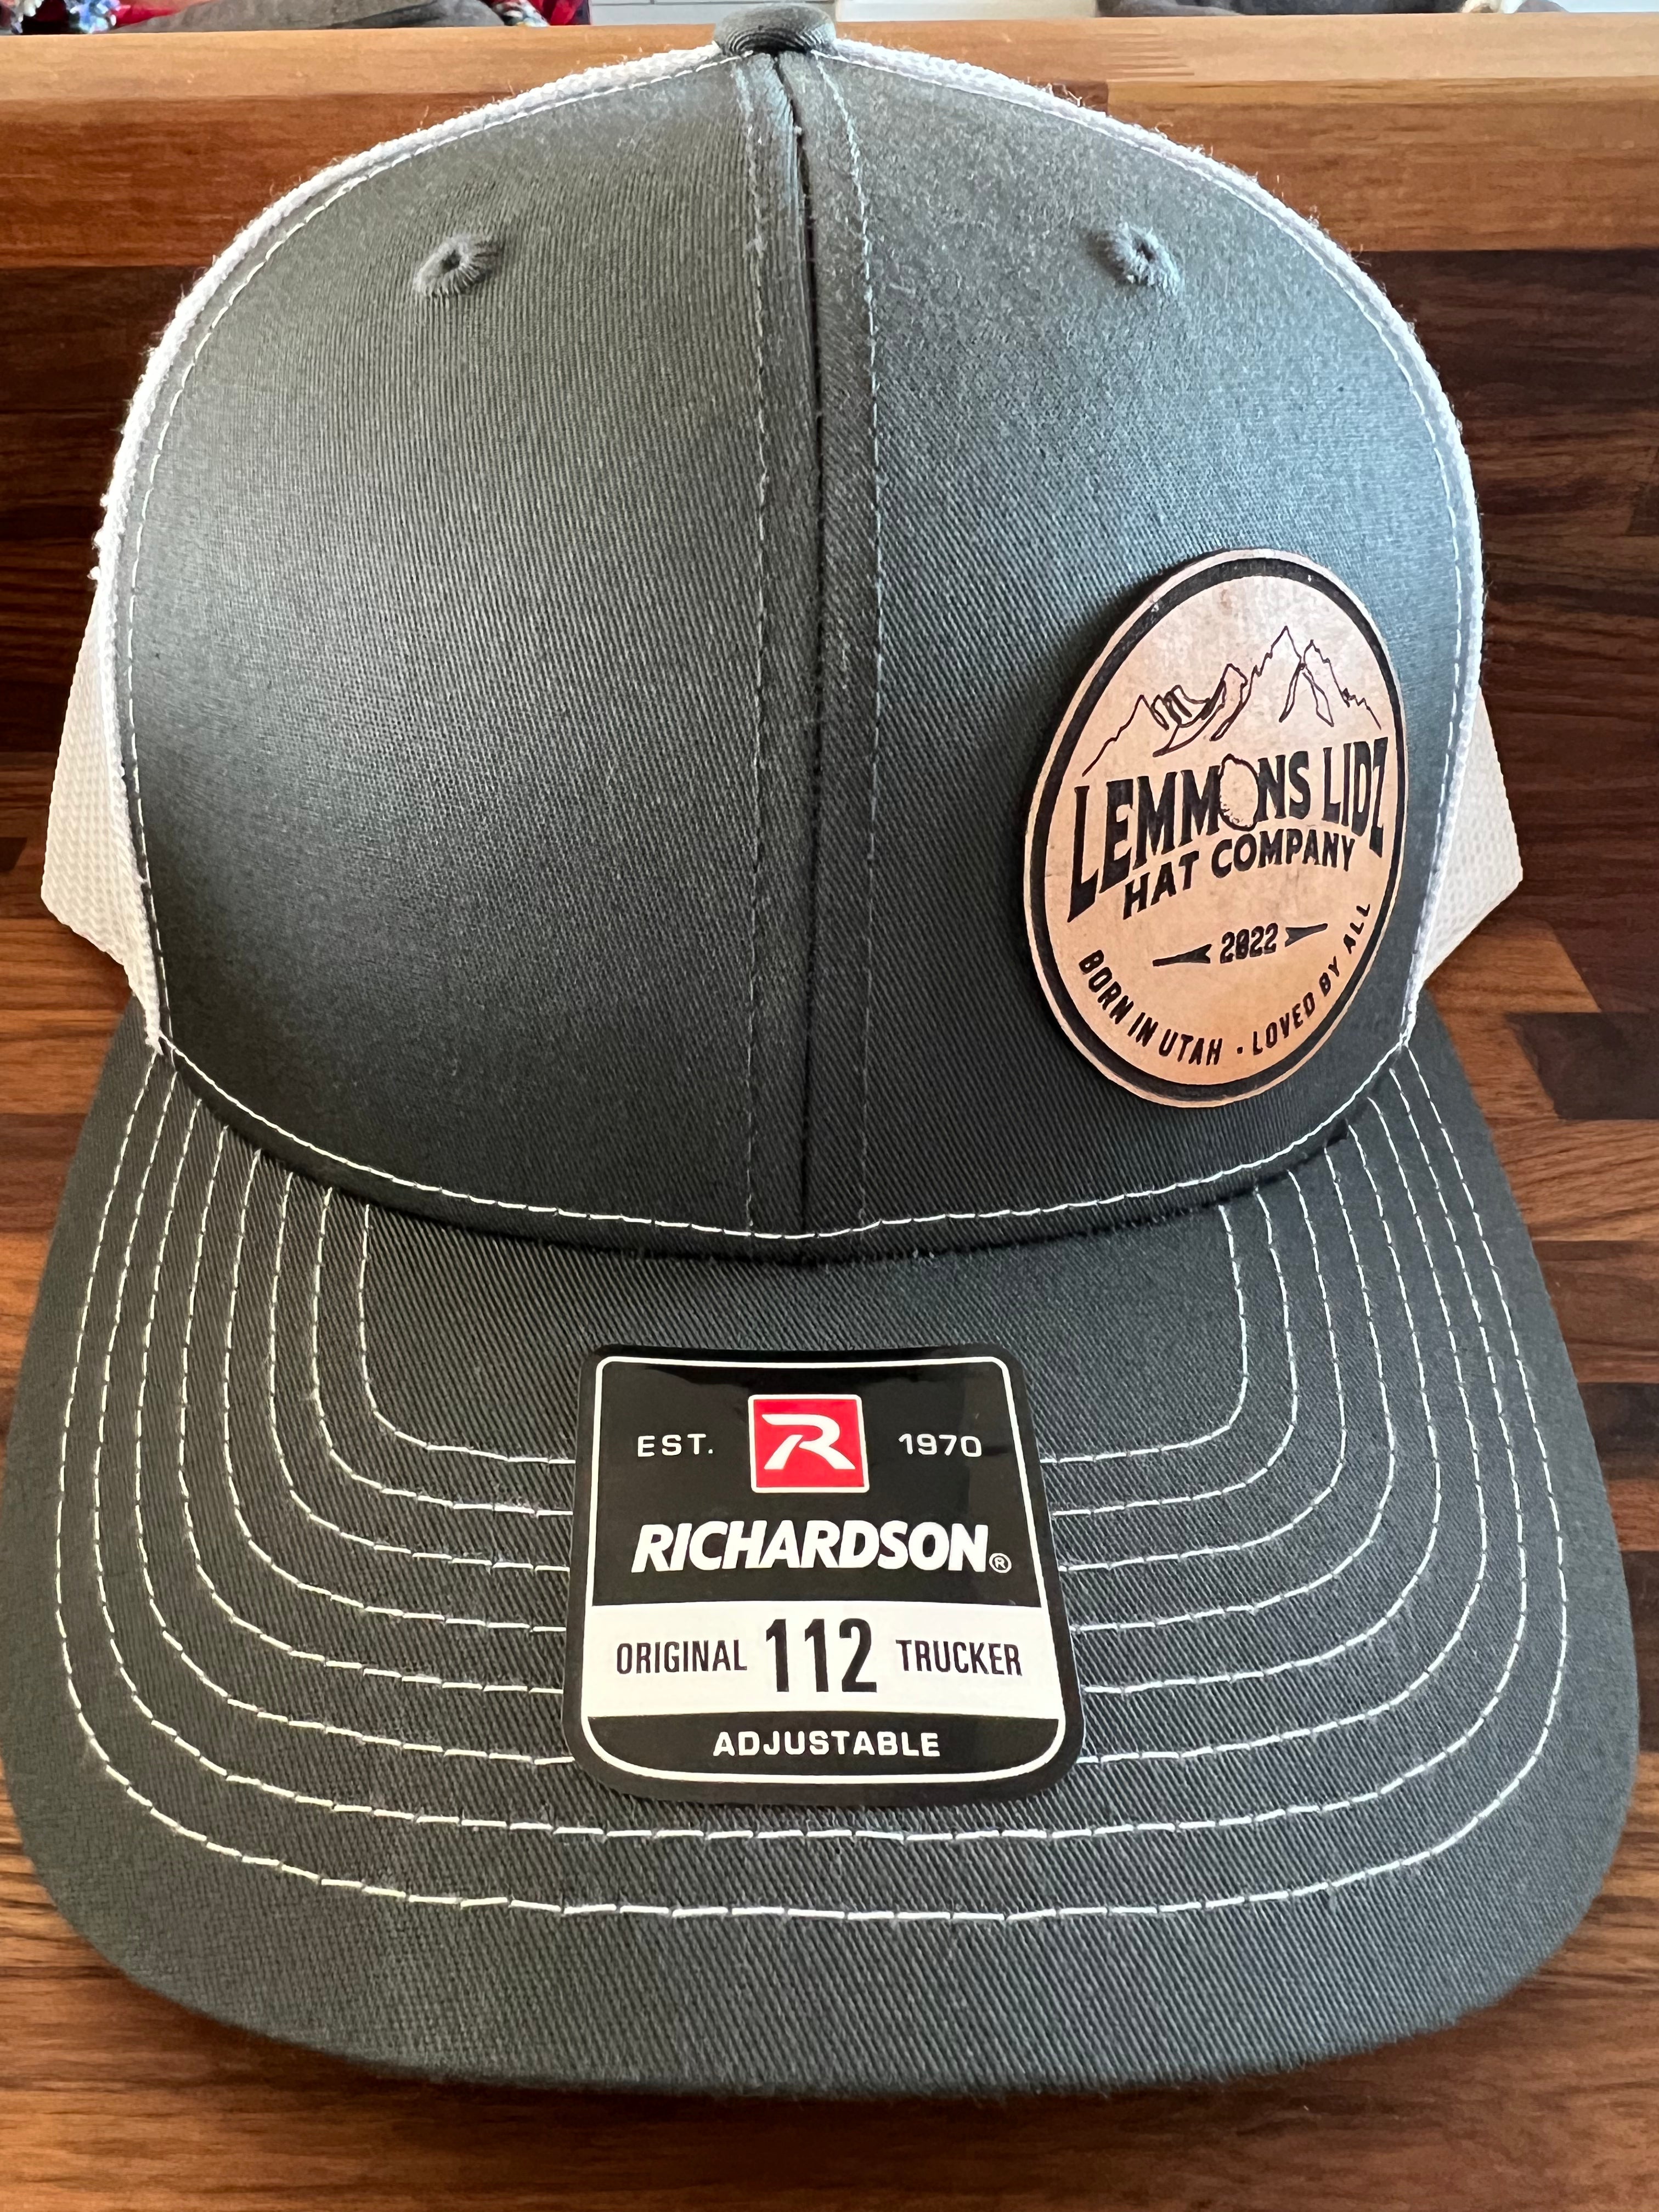 LEMMONS LIDZ
HAT COMPANY
2022
BORN IN UTAH · LOVED BY ALL
EST. R 1970
RICHARDSON®
ORIGINAL 112 TRUCKER
ADJUSTABLE